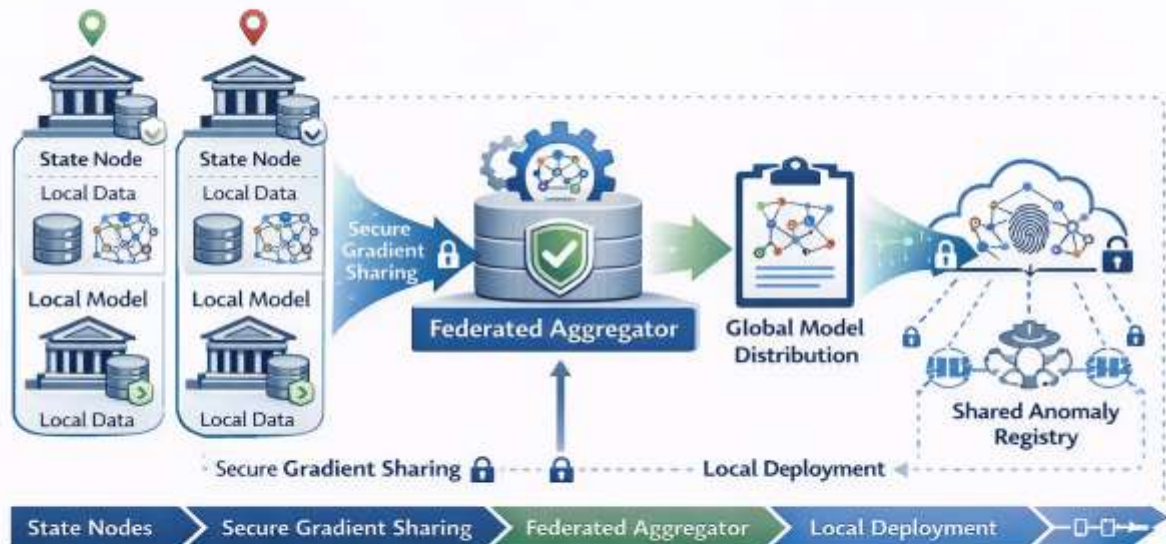 State Node
Local Data
Local Model
Local Data
State Node
Local Data
Local Model
Local Data
Secure
Gradient
Sharing
Federated Aggregator
Global Model
Distribution
Shared Anomaly
Registry
Secure Gradient Sharing
Local Deployment
State Nodes
Secure Gradient Sharing
Federated Aggregator
Local Deployment